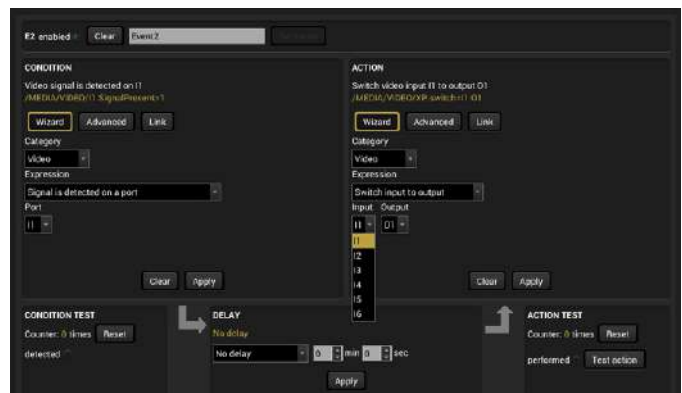 E2 enabled Clear Event2
CONDITION
Video signal is detected on I1
/MEDIA/VIDEO/I1.SignalPresent=1
Wizard Advanced Link
Category
Video
Expression
Signal is detected on a port
Port
I1
Clear Apply
ACTION
Switch video input I1 to output O1
/MEDIA/VIDEO/XP:switch=I1:O1
Wizard Advanced Link
Category
Video
Expression
Switch input to output
Input Output
I1 O1
I1
I2
I3
I4
I5
I6
Clear Apply
CONDITION TEST
Counter: 0 times Reset
detected
DELAY
No delay
No delay 0 min 0 sec
Apply
ACTION TEST
Counter: 0 times Reset
performed Test action